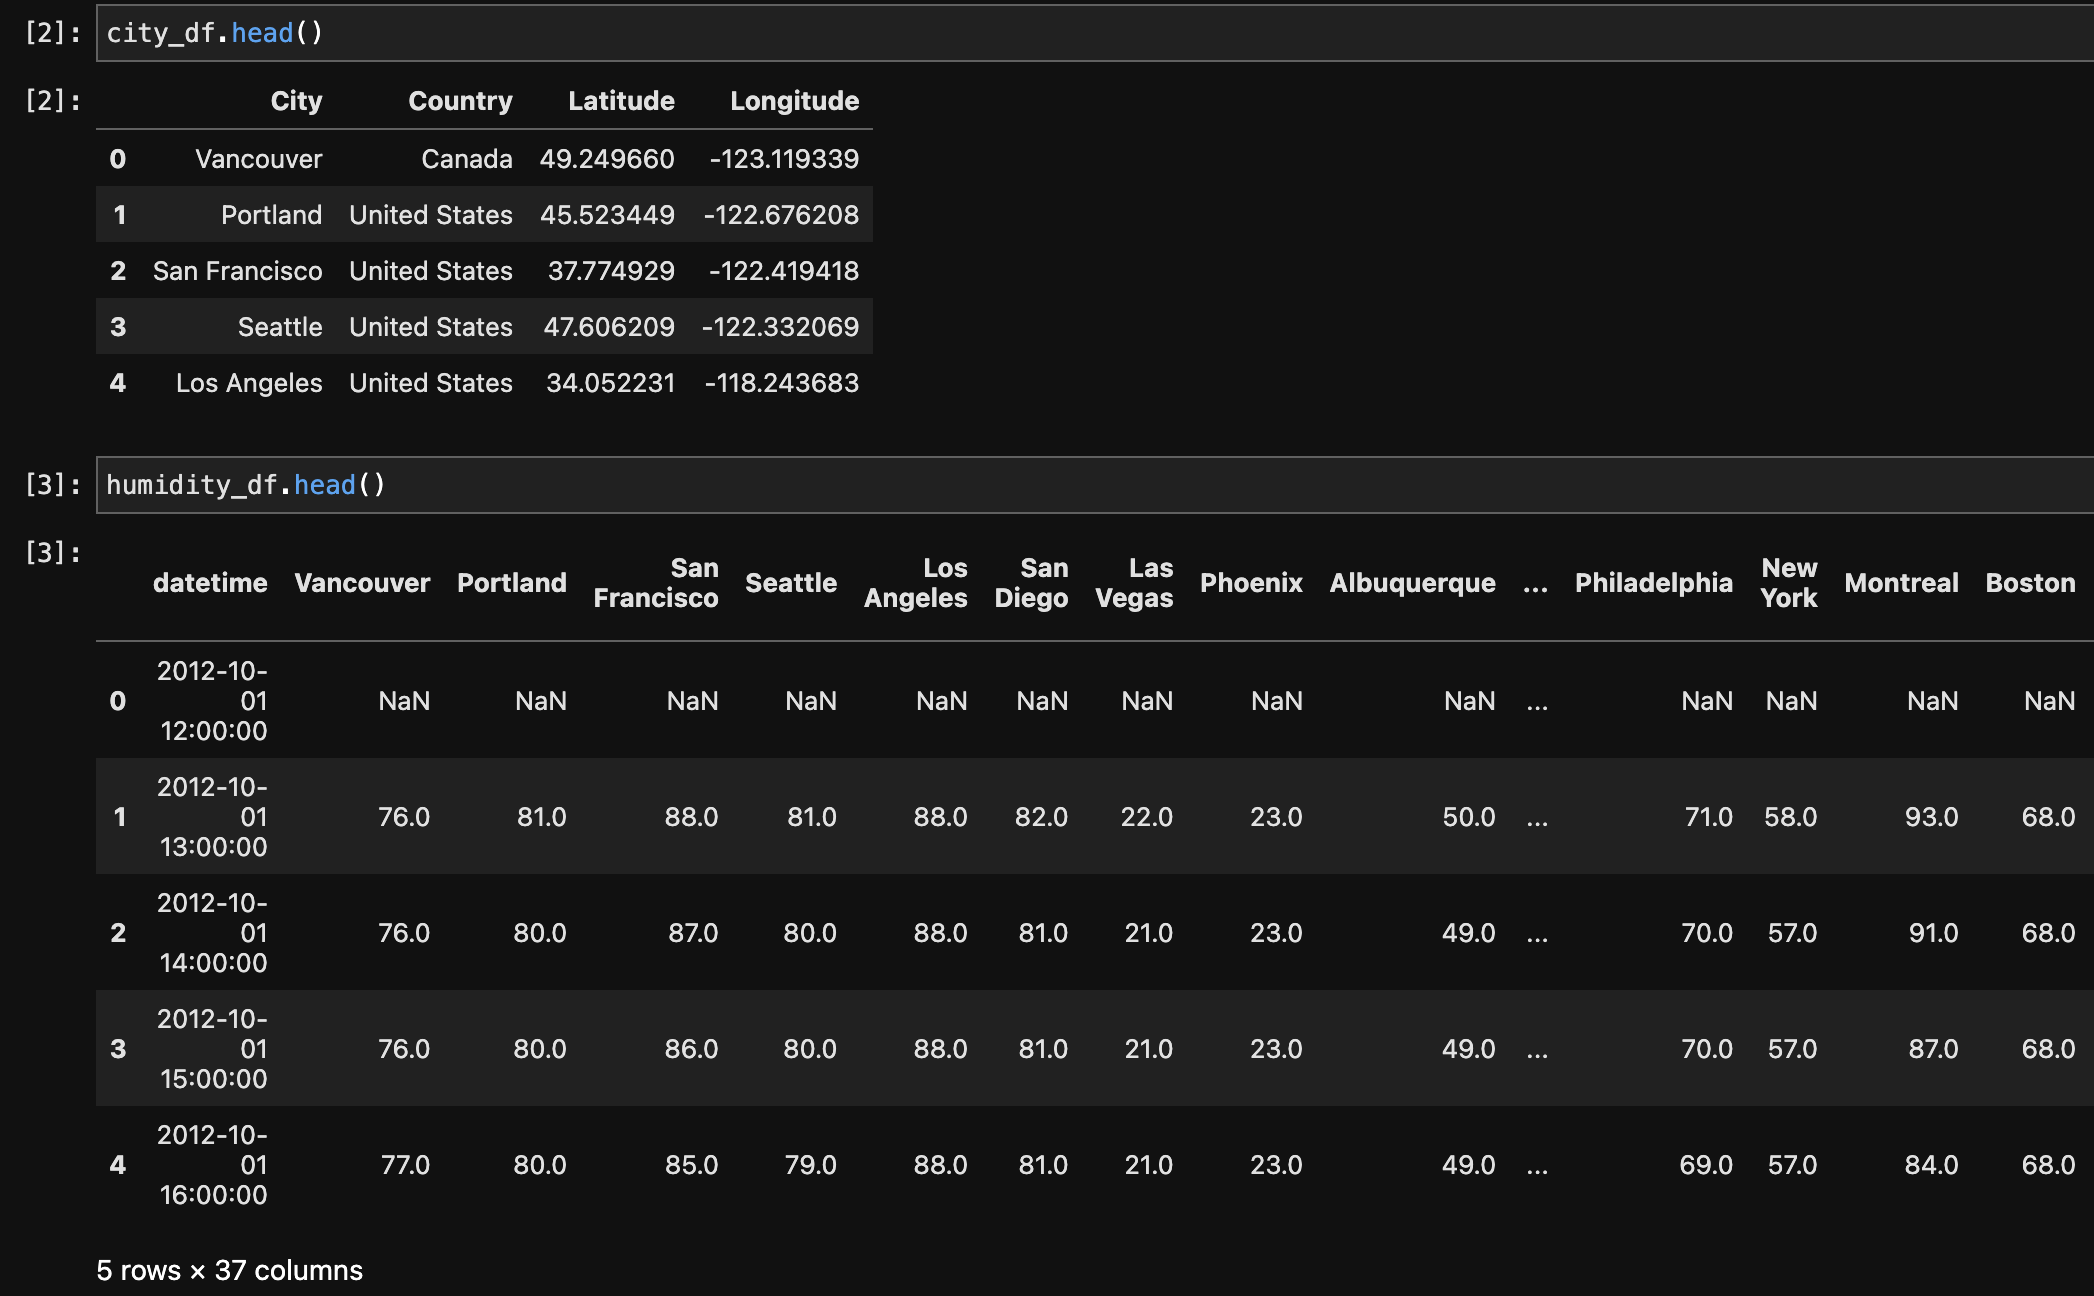 [2]: city_df.head()
[2]: City Country Latitude Longitude
0 Vancouver Canada 49.249660 -123.119339
1 Portland United States 45.523449 -122.676208
2 San Francisco United States 37.774929 -122.419418
3 Seattle United States 47.606209 -122.332069
4 Los Angeles United States 34.052231 -118.243683
[3]: humidity_df.head()
[3]:
datetime Vancouver Portland San Francisco Seattle Los Angeles San Diego Las Vegas Phoenix Albuquerque ... Philadelphia New York Montreal Boston
0 2012-10-01 12:00:00 NaN NaN NaN NaN NaN NaN NaN NaN NaN ... NaN NaN NaN NaN
1 2012-10-01 13:00:00 76.0 81.0 88.0 81.0 88.0 82.0 22.0 23.0 50.0 ... 71.0 58.0 93.0 68.0
2 2012-10-01 14:00:00 76.0 80.0 87.0 80.0 88.0 81.0 21.0 23.0 49.0 ... 70.0 57.0 91.0 68.0
3 2012-10-01 15:00:00 76.0 80.0 86.0 80.0 88.0 81.0 21.0 23.0 49.0 ... 70.0 57.0 87.0 68.0
4 2012-10-01 16:00:00 77.0 80.0 85.0 79.0 88.0 81.0 21.0 23.0 49.0 ... 69.0 57.0 84.0 68.0
5 rows × 37 columns